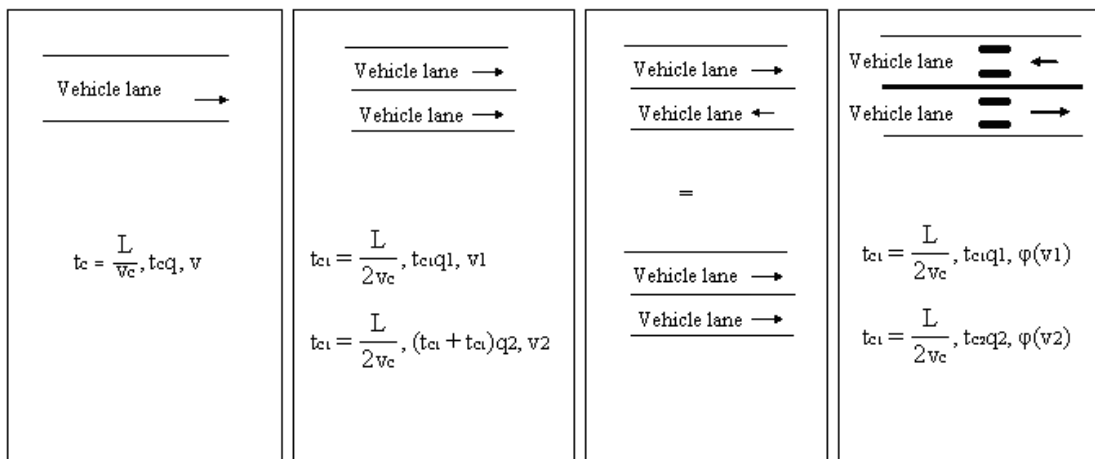 Vehicle lane
tc = L/vc, tcq, v
Vehicle lane
Vehicle lane
tc1 = L/2vc, tc1q1, v1
tc1 = L/2vc, (tc1 + tc1)q2, v2
Vehicle lane
Vehicle lane
=
Vehicle lane
Vehicle lane
Vehicle lane
Vehicle lane
tc1 = L/2vc, tc1q1, φ(v1)
tc1 = L/2vc, tc2q2, φ(v2)